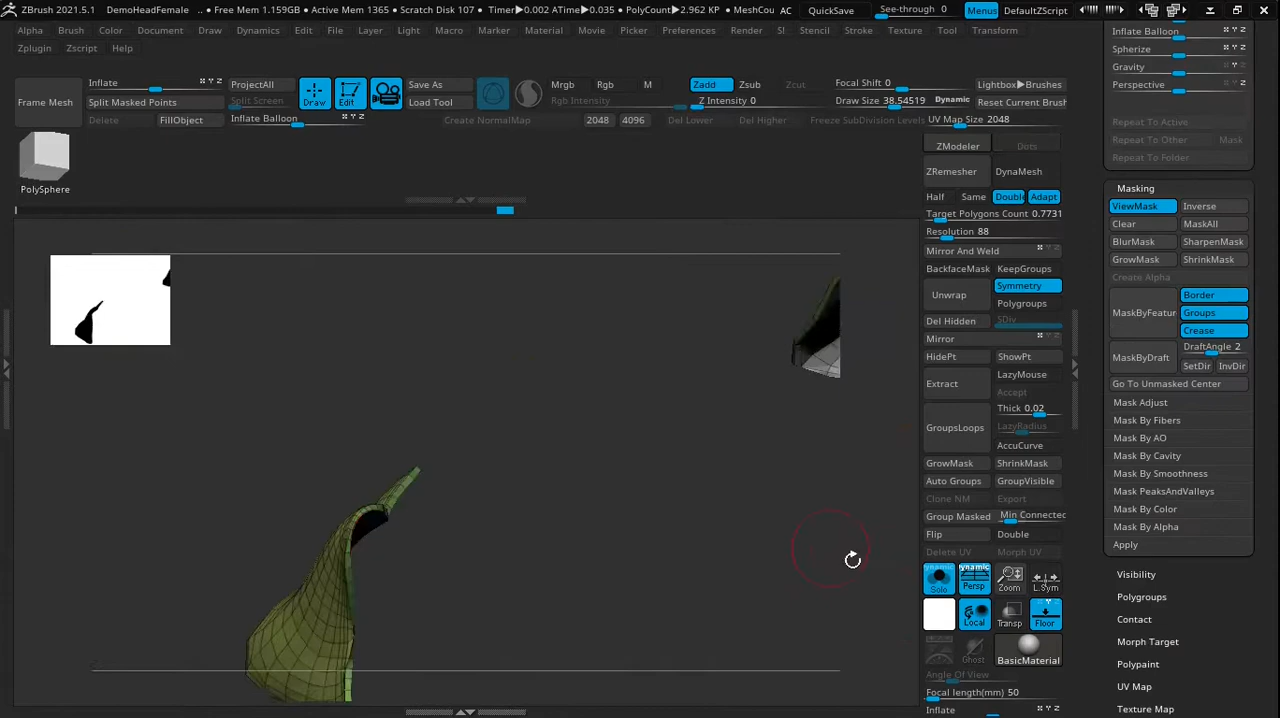 ZBrush 2021.5.1 DemoHeadFemale .. • Free Mem 1.159GB • Active Mem 1365 • Scratch Disk 107 • Timer▶0.002 ATime▶0.035 • PolyCount▶2.962 KP • MeshCou AC QuickSave See-through 0 Menus DefaultZScript
Alpha Brush Color Document Draw Dynamics Edit File Layer Light Macro Marker Material Movie Picker Preferences Render SI Stencil Stroke Texture Tool Transform
Zplugin Zscript Help
Frame Mesh
Inflate
Split Masked Points
Delete FillObject
ProjectAll
Split Screen
Inflate Balloon
Draw
Edit
Save As
Load Tool
Create NormalMap
Mrgb Rgb M
Rgb Intensity
2048 4096
Zadd Zsub Zcut
Z Intensity 0
Del Lower Del Higher
Focal Shift 0
Draw Size 38.54519 Dynamic
Freeze SubDivision Levels
Lightbox▶Brushes
Reset Current Brush
UV Map Size 2048
PolySphere
ZModeler Dots
ZRemesher DynaMesh
Half Same Double Adapt
Target Polygons Count 0.7731
Resolution 88
Mirror And Weld
BackfaceMask KeepGroups
Unwrap Symmetry
Polygroups
Del Hidden SDiv
Mirror
HidePt ShowPt
Extract LazyMouse
Accept
Thick 0.02
GroupsLoops LazyRadius
AccuCurve
GrowMask ShrinkMask
Auto Groups GroupVisible
Clone NM Export
Group Masked Min Connected
Flip Double
Delete UV Morph UV
Dynamic Solo
Dynamic Persp
Zoom
L.Sym
Local
Transp
Floor
Ghost
BasicMaterial
Angle Of View
Focal length(mm) 50
Inflate
Inflate Balloon
Spherize
Gravity
Perspective
Repeat To Active
Repeat To Other Mask
Repeat To Folder
Masking
ViewMask Inverse
Clear MaskAll
BlurMask SharpenMask
GrowMask ShrinkMask
Create Alpha
MaskByFeatur
Border
Groups
Crease
MaskByDraft
DraftAngle 2
SetDir InvDir
Go To Unmasked Center
Mask Adjust
Mask By Fibers
Mask By AO
Mask By Cavity
Mask By Smoothness
Mask PeaksAndValleys
Mask By Color
Mask By Alpha
Apply
Visibility
Polygroups
Contact
Morph Target
Polypaint
UV Map
Texture Map